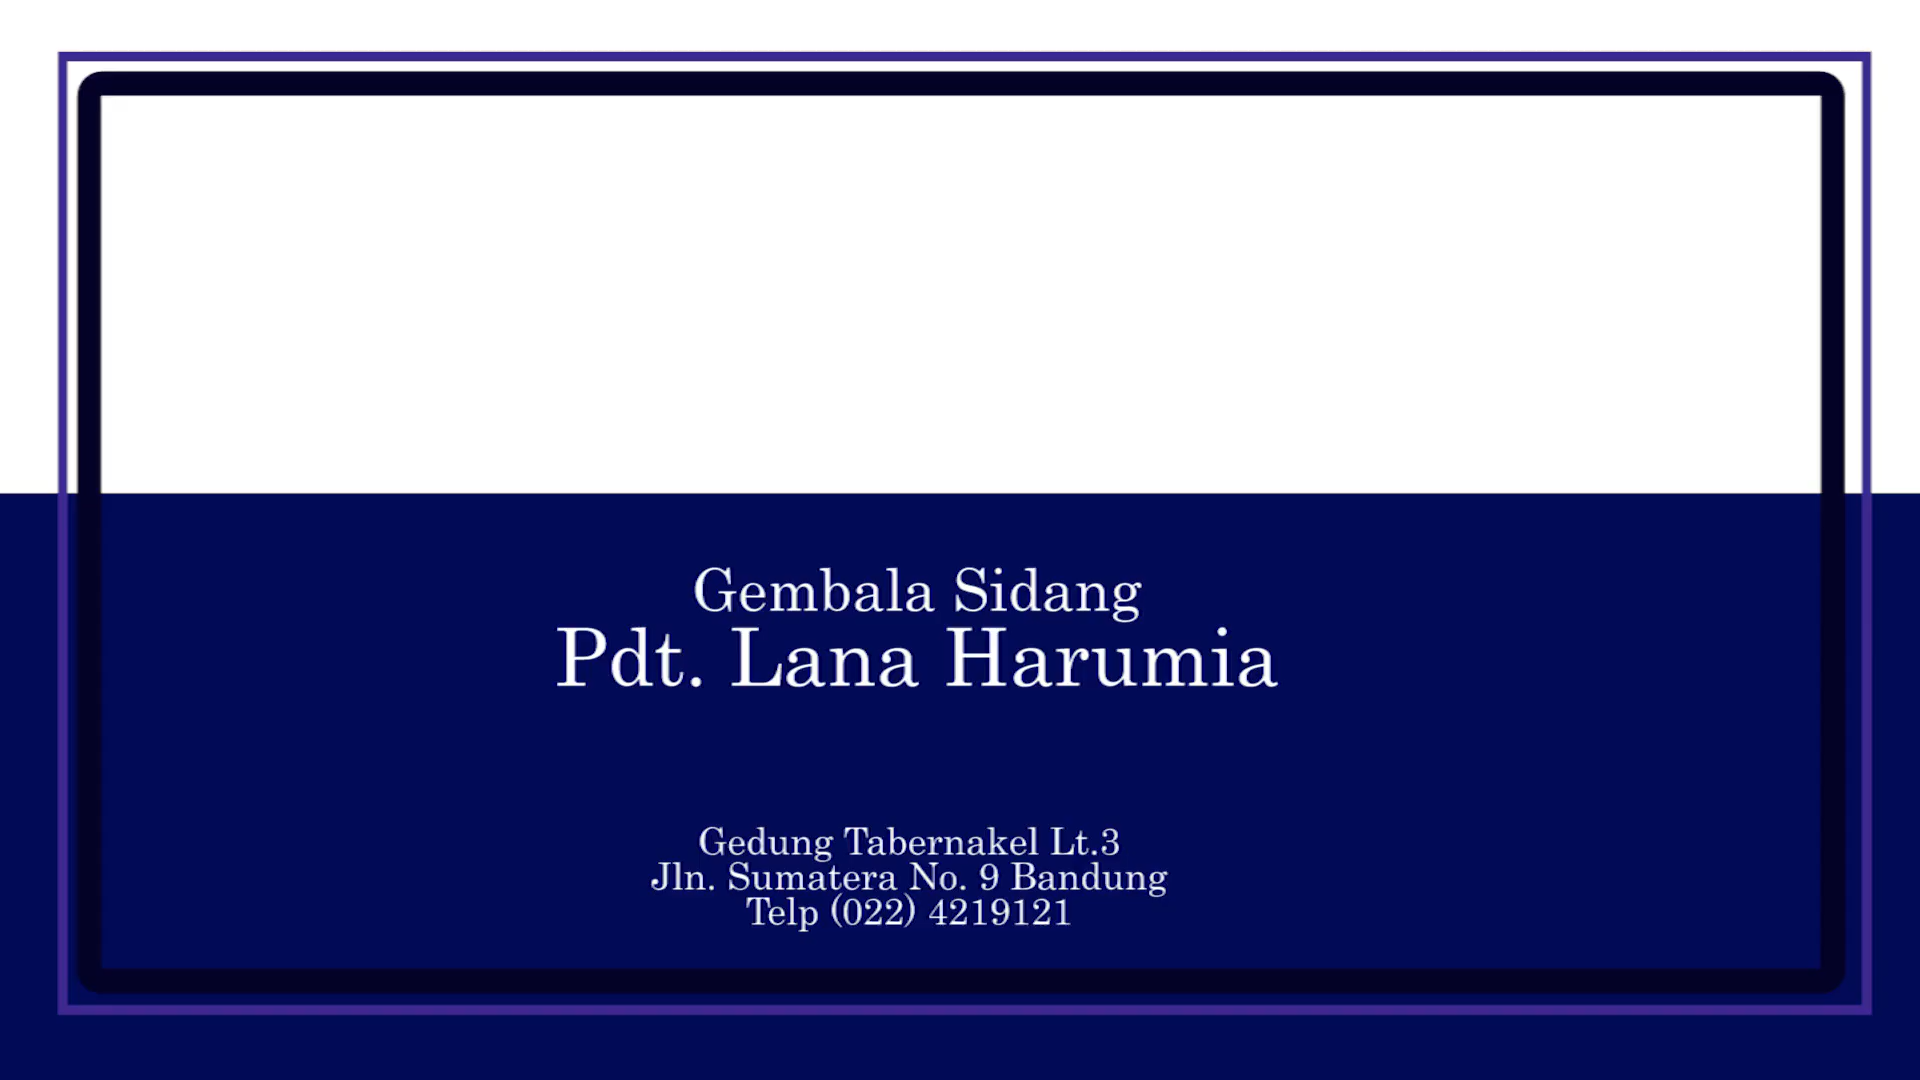 Gembala Sidang
Pdt. Lana Harumia
Gedung Tabernakel Lt.3
Jln. Sumatera No. 9 Bandung
Telp (022) 4219121